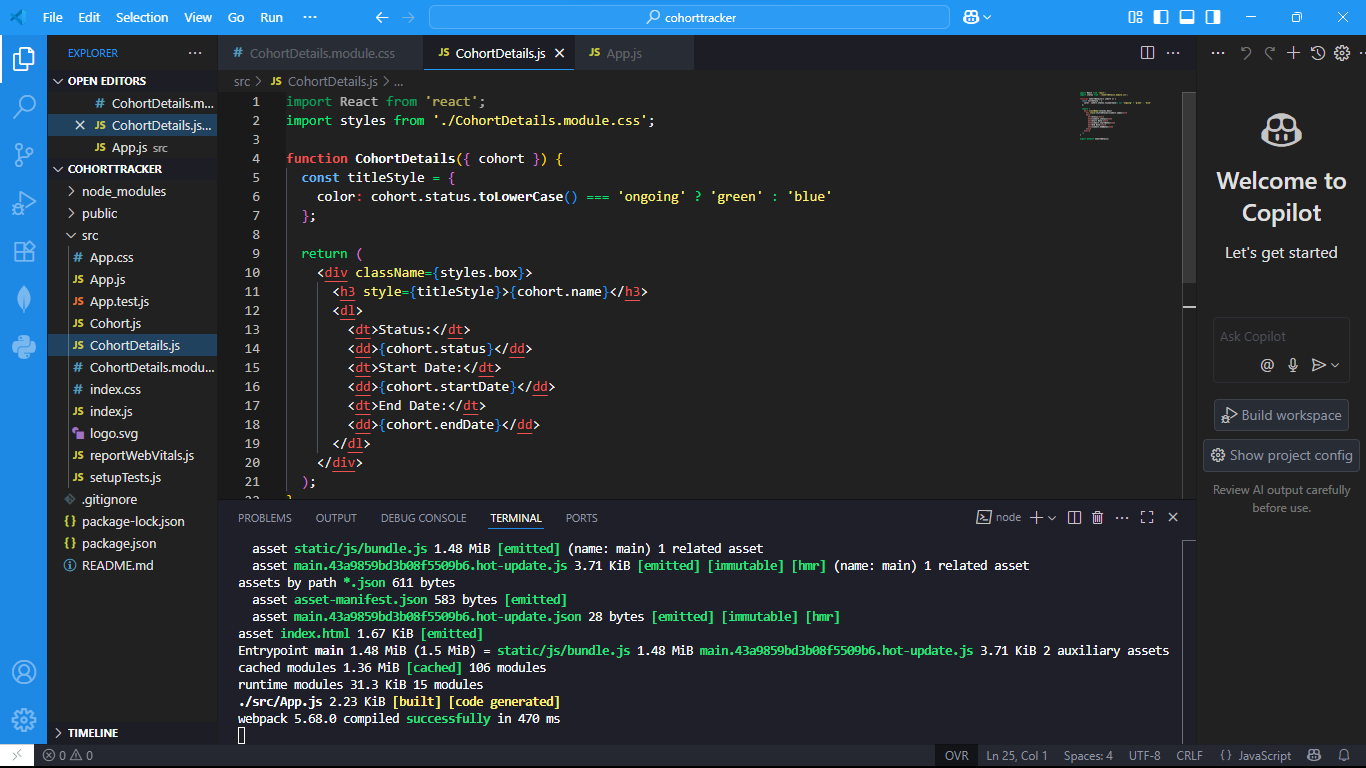 File Edit Selection View Go Run ··· cohorttracker
EXPLORER ···
OPEN EDITORS
# CohortDetails.m...
JS CohortDetails.js...
JS App.js src
COHORTTRACKER
node_modules
public
src
# App.css
JS App.js
JS App.test.js
JS Cohort.js
JS CohortDetails.js
# CohortDetails.modu...
# index.css
JS index.js
logo.svg
JS reportWebVitals.js
JS setupTests.js
.gitignore
{} package-lock.json
{} package.json
README.md
TIMELINE
# CohortDetails.module.css
JS CohortDetails.js
JS App.js
src > JS CohortDetails.js > ...
1 import React from 'react';
2 import styles from './CohortDetails.module.css';
3
4 function CohortDetails({ cohort }) {
5 const titleStyle = {
6 color: cohort.status.toLowerCase() === 'ongoing' ? 'green' : 'blue'
7 };
8
9 return (
10 <div className={styles.box}>
11 <h3 style={titleStyle}>{cohort.name}</h3>
12 <dl>
13 <dt>Status:</dt>
14 <dd>{cohort.status}</dd>
15 <dt>Start Date:</dt>
16 <dd>{cohort.startDate}</dd>
17 <dt>End Date:</dt>
18 <dd>{cohort.endDate}</dd>
19 </dl>
20 </div>
21 );
22 }
PROBLEMS OUTPUT DEBUG CONSOLE TERMINAL PORTS
node
asset static/js/bundle.js 1.48 MiB [emitted] (name: main) 1 related asset
asset main.43a9859bd3b08f5509b6.hot-update.js 3.71 KiB [emitted] [immutable] [hmr] (name: main) 1 related asset
assets by path *.json 611 bytes
asset asset-manifest.json 583 bytes [emitted]
asset main.43a9859bd3b08f5509b6.hot-update.json 28 bytes [emitted] [immutable] [hmr]
asset index.html 1.67 KiB [emitted]
Entrypoint main 1.48 MiB (1.5 MiB) = static/js/bundle.js 1.48 MiB main.43a9859bd3b08f5509b6.hot-update.js 3.71 KiB 2 auxiliary assets
cached modules 1.36 MiB [cached] 106 modules
runtime modules 31.3 KiB 15 modules
./src/App.js 2.23 KiB [built] [code generated]
webpack 5.68.0 compiled successfully in 470 ms
Welcome to
Copilot
Let's get started
Ask Copilot
@
Build workspace
Show project config
Review AI output carefully
before use.
0 0 OVR Ln 25, Col 1 Spaces: 4 UTF-8 CRLF {} JavaScript